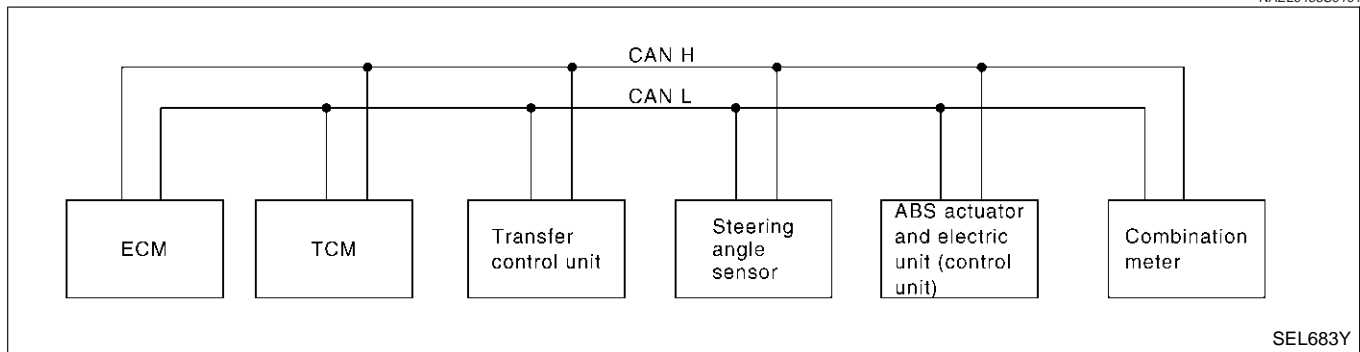 CAN H
CAN L
ECM
TCM
Transfer
control unit
Steering
angle
sensor
ABS actuator
and electric
unit (control
unit)
Combination
meter
SEL683Y